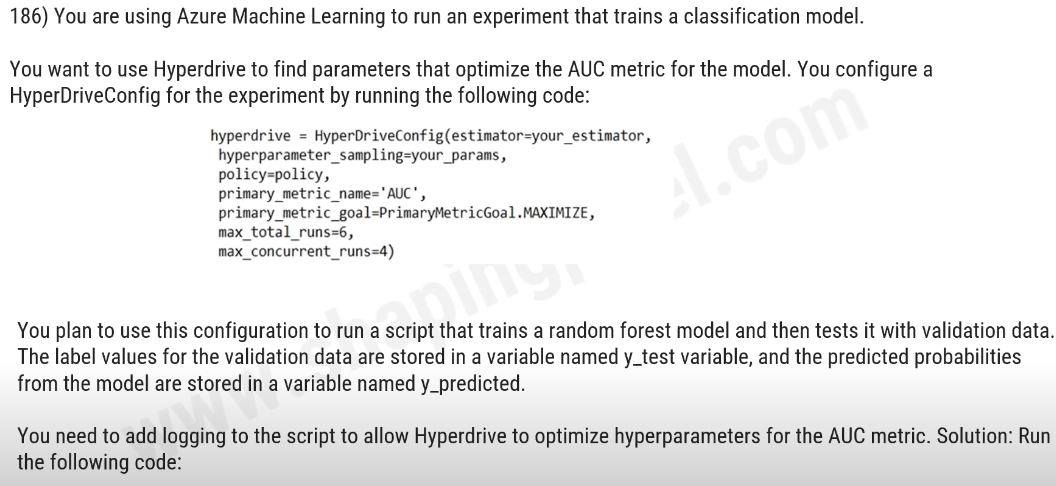 186) You are using Azure Machine Learning to run an experiment that trains a classification model.
You want to use Hyperdrive to find parameters that optimize the AUC metric for the model. You configure a
HyperDriveConfig for the experiment by running the following code:
hyperdrive = HyperDriveConfig(estimator=your_estimator,
hyperparameter_sampling=your_params,
policy=policy,
primary_metric_name='AUC',
primary_metric_goal=PrimaryMetricGoal.MAXIMIZE,
max_total_runs=6,
max_concurrent_runs=4)
You plan to use this configuration to run a script that trains a random forest model and then tests it with validation data.
The label values for the validation data are stored in a variable named y_test variable, and the predicted probabilities
from the model are stored in a variable named y_predicted.
You need to add logging to the script to allow Hyperdrive to optimize hyperparameters for the AUC metric. Solution: Run
the following code: